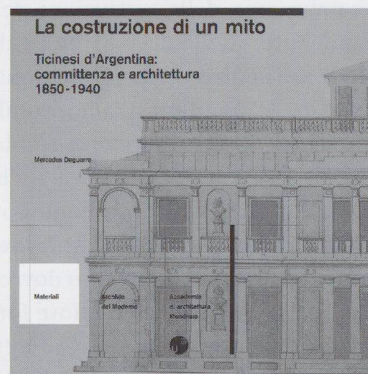 La costruzione di un mito
Ticinesi d'Argentina:
committenza e architettura
1850-1940
Mercedes Daguerre
Materiali
Archivio
del Moderno
Accademia
di architettura
Mendrisio